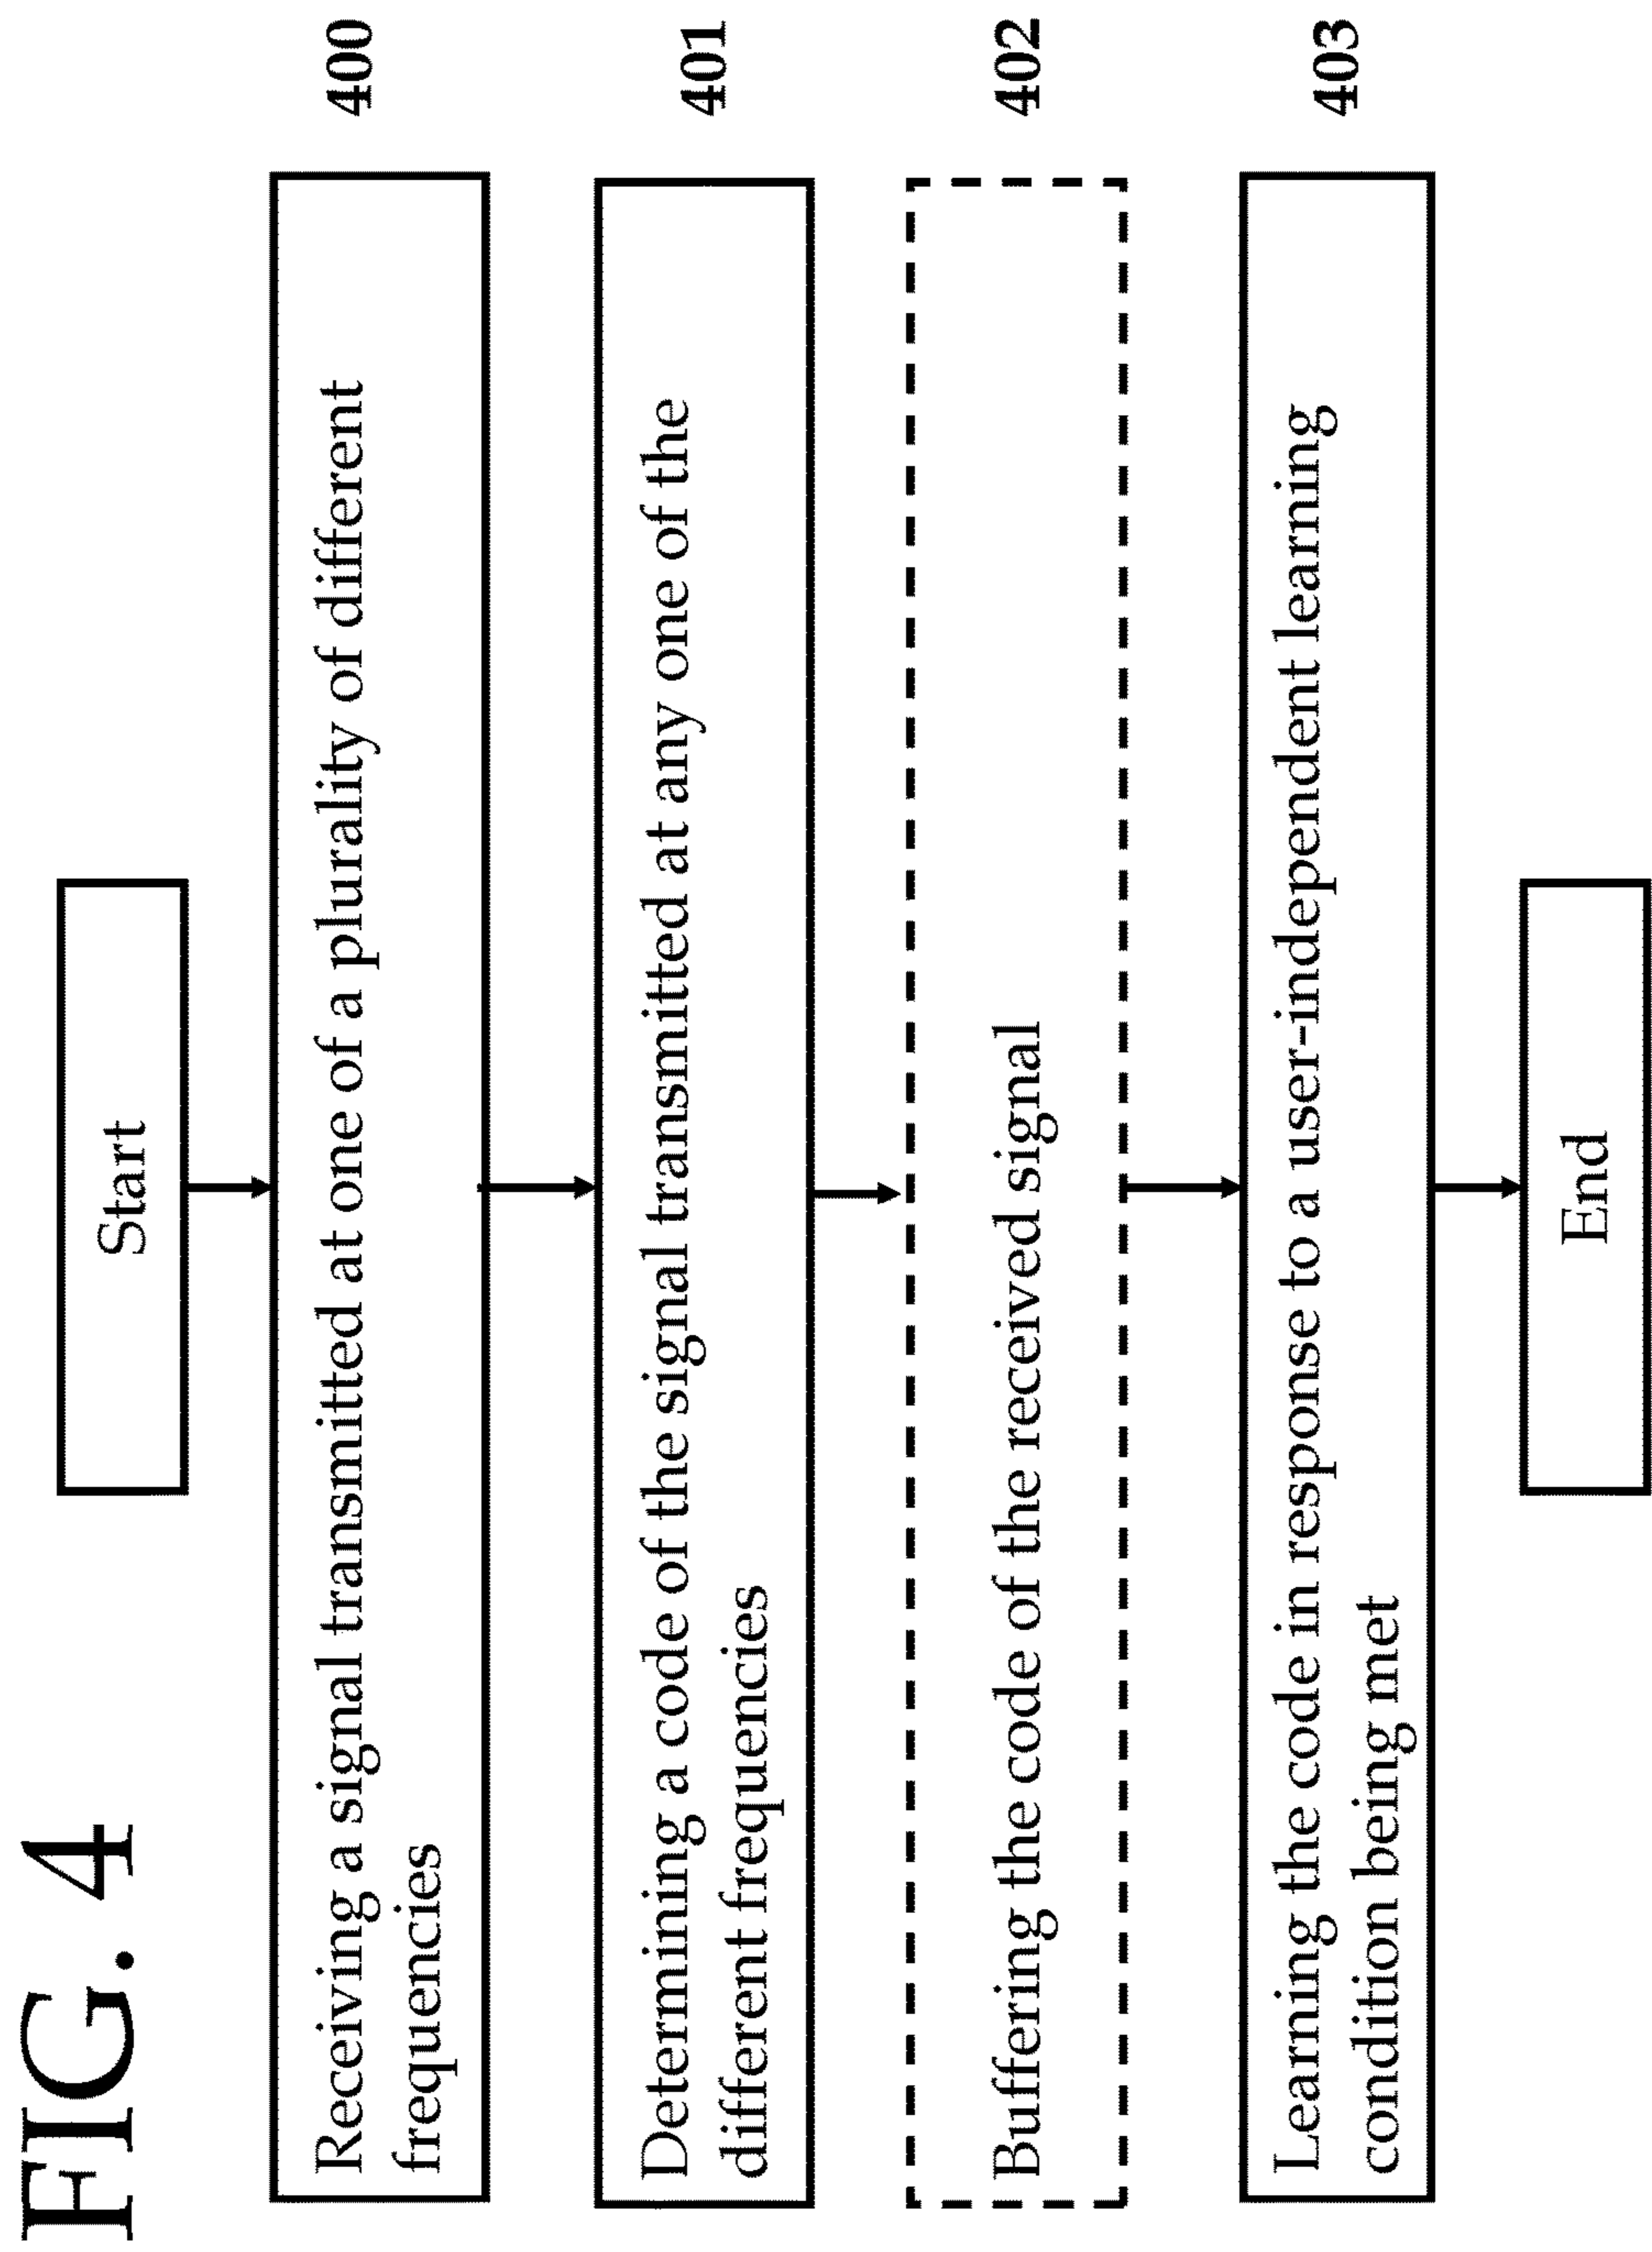 FIG. 4
Start
Receiving a signal transmitted at one of a plurality of different
frequencies
400
Determining a code of the signal transmitted at any one of the
different frequencies
401
Buffering the code of the received signal
402
Learning the code in response to a user-independent learning
condition being met
403
End